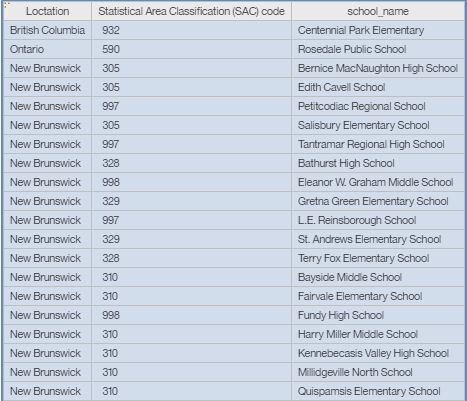 Loctation Statistical Area Classification (SAC) code school_name
British Columbia 932 Centennial Park Elementary
Ontario 590 Rosedale Public School
New Brunswick 305 Bernice MacNaughton High School
New Brunswick 305 Edith Cavell School
New Brunswick 997 Petitcodiac Regional School
New Brunswick 305 Salisbury Elementary School
New Brunswick 997 Tantramar Regional High School
New Brunswick 328 Bathurst High School
New Brunswick 998 Eleanor W. Graham Middle School
New Brunswick 329 Gretna Green Elementary School
New Brunswick 997 L.E. Reinsborough School
New Brunswick 329 St. Andrews Elementary School
New Brunswick 328 Terry Fox Elementary School
New Brunswick 310 Bayside Middle School
New Brunswick 310 Fairvale Elementary School
New Brunswick 998 Fundy High School
New Brunswick 310 Harry Miller Middle School
New Brunswick 310 Kennebecasis Valley High School
New Brunswick 310 Millidgeville North School
New Brunswick 310 Quispamsis Elementary School